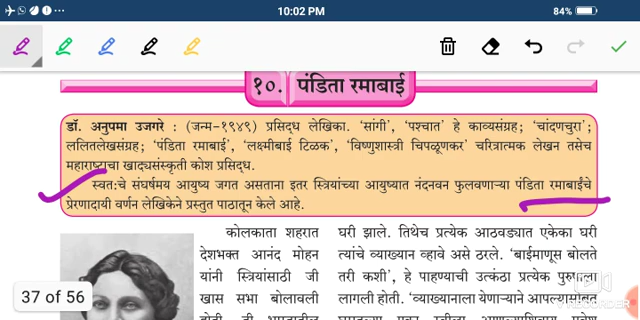 10:02 PM
84%
१०. पंडिता रमाबाई
डॉ. अनुपमा उजगरे : (जन्म-१९४९) प्रसिद्ध लेखिका. 'सांगी', 'पश्चात' हे काव्यसंग्रह; 'चांदणचुरा';
ललितलेखसंग्रह; 'पंडिता रमाबाई', 'लक्ष्मीबाई टिळक', 'विष्णुशास्त्री चिपळूणकर' चरित्रात्मक लेखन तसेच
महाराष्टाचा खाद्यसंस्कृती कोश प्रसिद्ध.
स्वतःचे संघर्षमय आयुष्य जगत असताना इतर स्त्रियांच्या आयुष्यात नंदनवन फुलवणाऱ्या पंडिता रमाबाईंचे
प्रेरणादायी वर्णन लेखिकेने प्रस्तुत पाठातून केले आहे.
कोलकाता शहरात
देशभक्त आनंद मोहन
यांनी स्त्रियांसाठी जी
खास सभा बोलावली
घरी झाले. तिथेच प्रत्येक आठवड्यात एकेका घरी
त्यांचे व्याख्यान व्हावे असे ठरले. 'बाईमाणूस बोलते
तरी कशी', हे पाहण्याची उत्कंठा प्रत्येक पुरुषाला
लागली होती. 'व्याख्यानाला येणाऱ्याने आपल्यासोबत
37 of 56